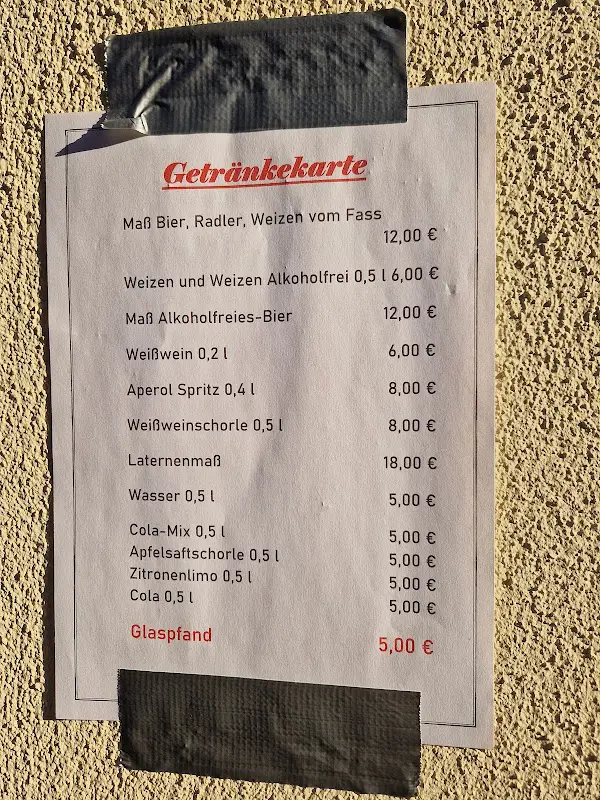 Getränkekarte
Maß Bier, Radler, Weizen vom Fass
12,00 €
Weizen und Weizen Alkoholfrei 0,5 l 6,00 €
Maß Alkoholfreies-Bier 12,00 €
Weißwein 0,2 l 6,00 €
Aperol Spritz 0,4 l 8,00 €
Weißweinschorle 0,5 l 8,00 €
Laternenmaß 18,00 €
Wasser 0,5 l 5,00 €
Cola-Mix 0,5 l 5,00 €
Apfelsaftschorle 0,5 l 5,00 €
Zitronenlimo 0,5 l 5,00 €
Cola 0,5 l 5,00 €
Glaspfand 5,00 €